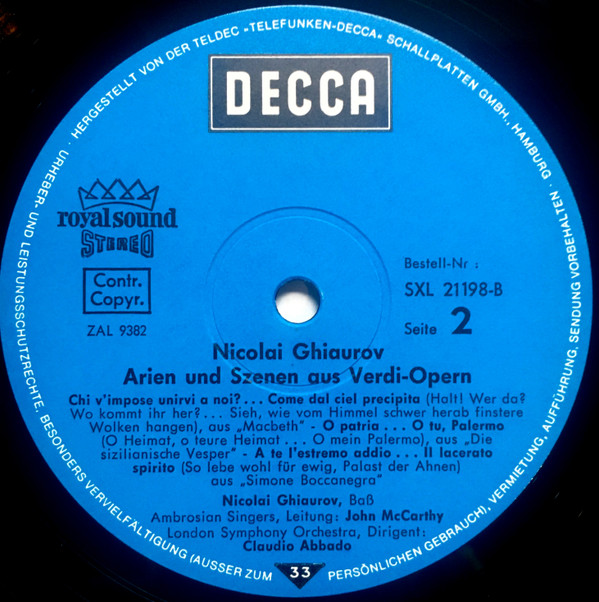 URHEBER- UND LEISTUNGSSCHUTZRECHTE, BESONDERS VERVIELFÄLTIGUNG (AUSSER ZUM PERSÖNLICHEN GEBRAUCH), VERMIETUNG, AUFFÜHRUNG, SENDUNG VORBEHALTEN · HERGESTELLT VON DER TELDEC »TELEFUNKEN-DECCA« SCHALLPLATTEN GMBH., HAMBURG ·
DECCA
royal sound
STEREO
Contr.
Copyr.
ZAL 9382
Bestell-Nr :
SXL 21198-B
Seite 2
Nicolai Ghiaurov
Arien und Szenen aus Verdi-Opern
Chi v'impose unirvi a noi?... Come dal ciel precipita (Halt! Wer da?
Wo kommt ihr her?... Sieh, wie vom Himmel schwer herab finstere
Wolken hangen), aus „Macbeth" - O patria... O tu, Palermo
(O Heimat, o teure Heimat... O mein Palermo), aus „Die
sizilianische Vesper" - A te l'estremo addio... Il lacerato
spirito (So lebe wohl für ewig, Palast der Ahnen)
aus „Simone Boccanegra"
Nicolai Ghiaurov, Baß
Ambrosian Singers, Leitung: John McCarthy
London Symphony Orchestra, Dirigent:
Claudio Abbado
33